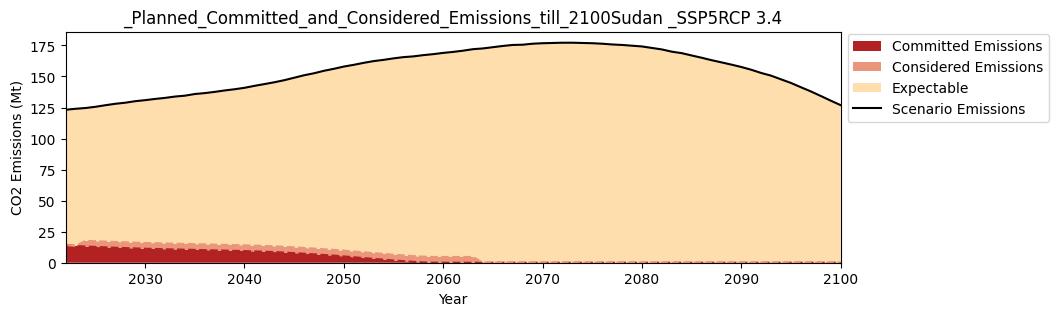 _Planned_Committed_and_Considered_Emissions_till_2100Sudan _SSP5RCP 3.4
175
150
125
100
75
50
25
0
CO2 Emissions (Mt)
2030 2040 2050 2060 2070 2080 2090 2100
Year
Committed Emissions
Considered Emissions
Expectable
Scenario Emissions